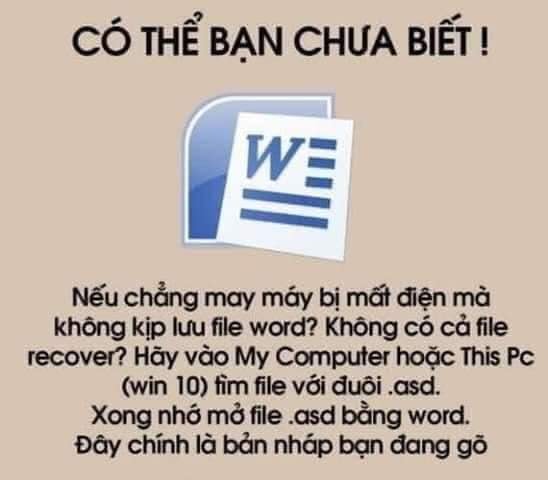 CÓ THỂ BẠN CHƯA BIẾT !
W
Nếu chẳng may máy bị mất điện mà
không kịp lưu file word? Không có cả file
recover? Hãy vào My Computer hoặc This Pc
(win 10) tìm file với đuôi .asd.
Xong nhớ mở file .asd bằng word.
Đây chính là bản nháp bạn đang gõ